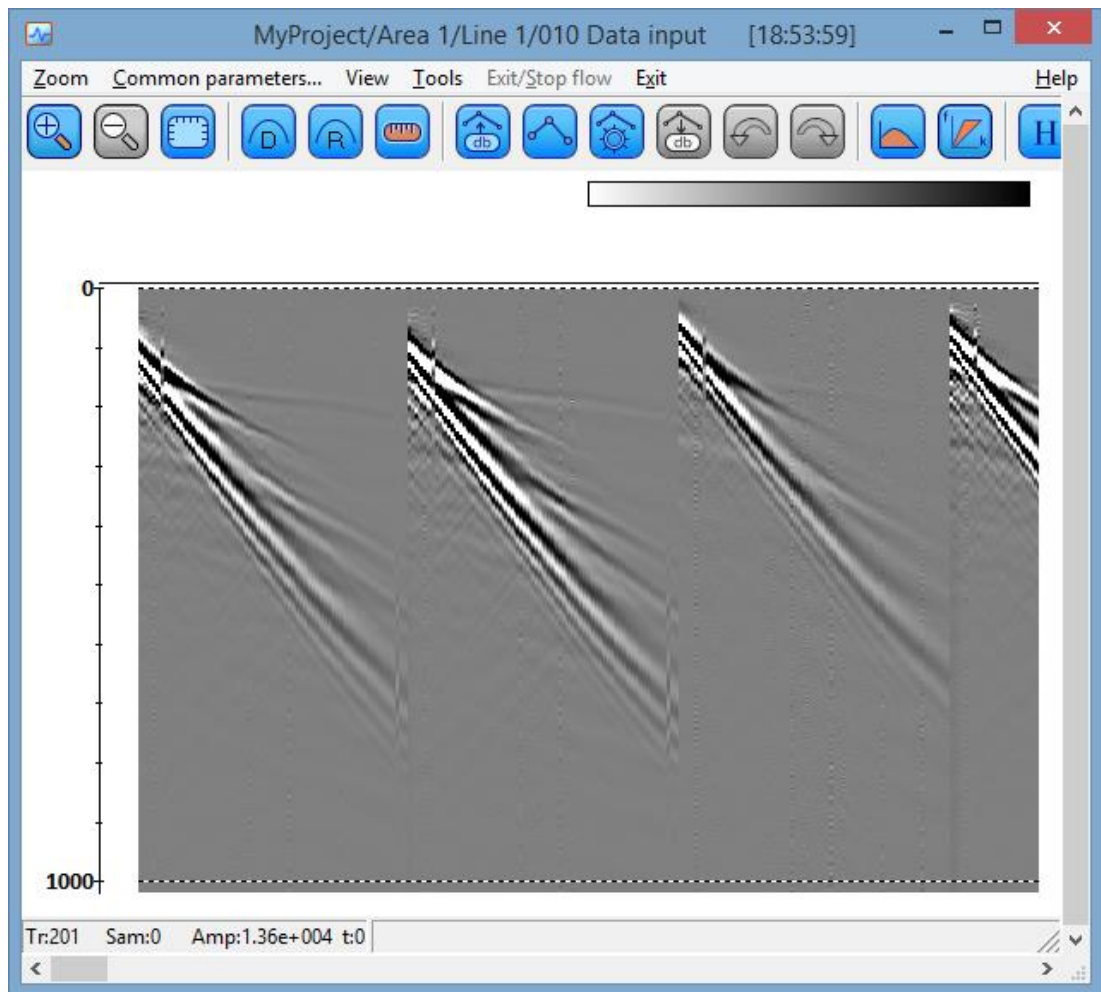 MyProject/Area 1/Line 1/010 Data input [18:53:59]
Zoom Common parameters... View Tools Exit/Stop flow Exit Help
D R db db f k H
0
1000
Tr:201 Sam:0 Amp:1.36e+004 t:0